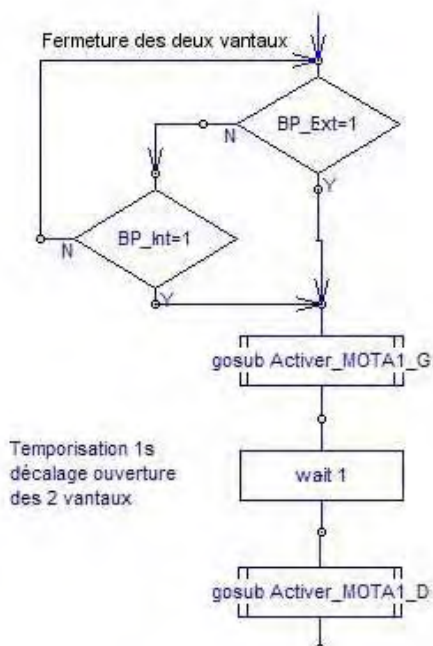 Fermeture des deux vantaux
BP_Ext=1
N
Y
BP_Int=1
N
Y
gosub Activer_MOTA1_G
Temporisation 1s
décalage ouverture
des 2 vantaux
wait 1
gosub Activer_MOTA1_D